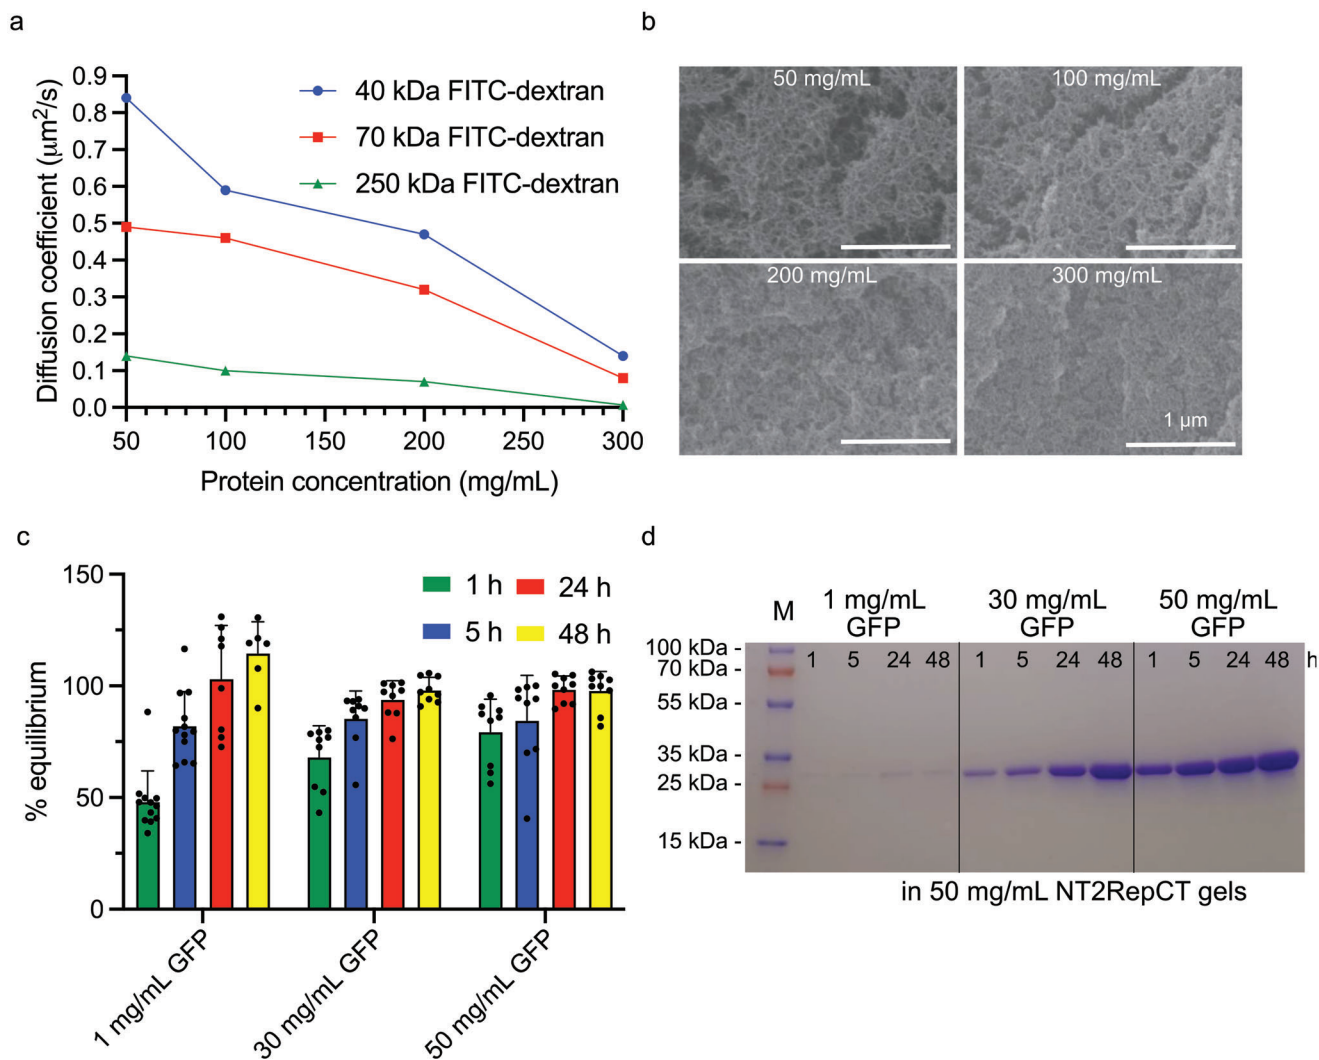 a
0.9
0.8
0.7
0.6
0.5
0.4
0.3
0.2
0.1
0.0
Diffusion coefficient (μm²/s)
40 kDa FITC-dextran
70 kDa FITC-dextran
250 kDa FITC-dextran
50 100 150 200 250 300
Protein concentration (mg/mL)
b
50 mg/mL
100 mg/mL
200 mg/mL
300 mg/mL
1 μm
c
150
100
50
0
% equilibrium
1 h 24 h
5 h 48 h
1 mg/mL GFP
30 mg/mL GFP
50 mg/mL GFP
d
M
1 mg/mL
GFP
30 mg/mL
GFP
50 mg/mL
GFP
1 5 24 48 1 5 24 48 1 5 24 48 h
100 kDa -
70 kDa -
55 kDa -
35 kDa -
25 kDa -
15 kDa -
in 50 mg/mL NT2RepCT gels